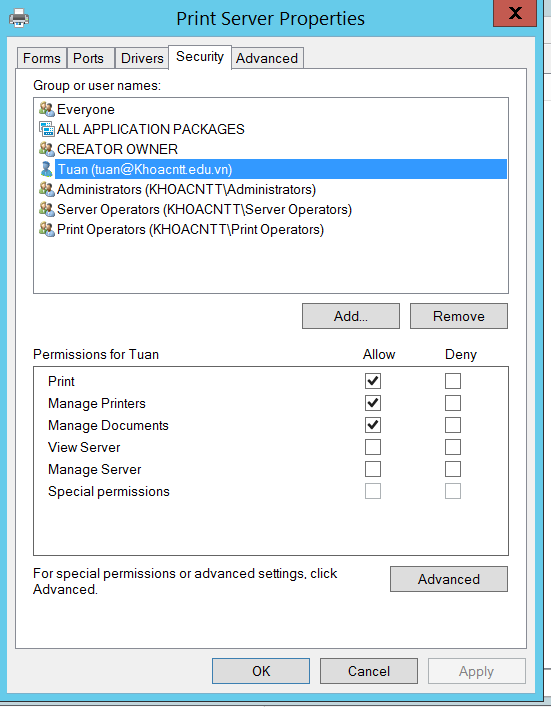 Print Server Properties
X
Forms Ports Drivers Security Advanced
Group or user names:
Everyone
ALL APPLICATION PACKAGES
CREATOR OWNER
Tuan (tuan@Khoacntt.edu.vn)
Administrators (KHOACNTT\Administrators)
Server Operators (KHOACNTT\Server Operators)
Print Operators (KHOACNTT\Print Operators)
Add... Remove
Permissions for Tuan Allow Deny
Print
Manage Printers
Manage Documents
View Server
Manage Server
Special permissions
For special permissions or advanced settings, click
Advanced.
Advanced
OK Cancel Apply